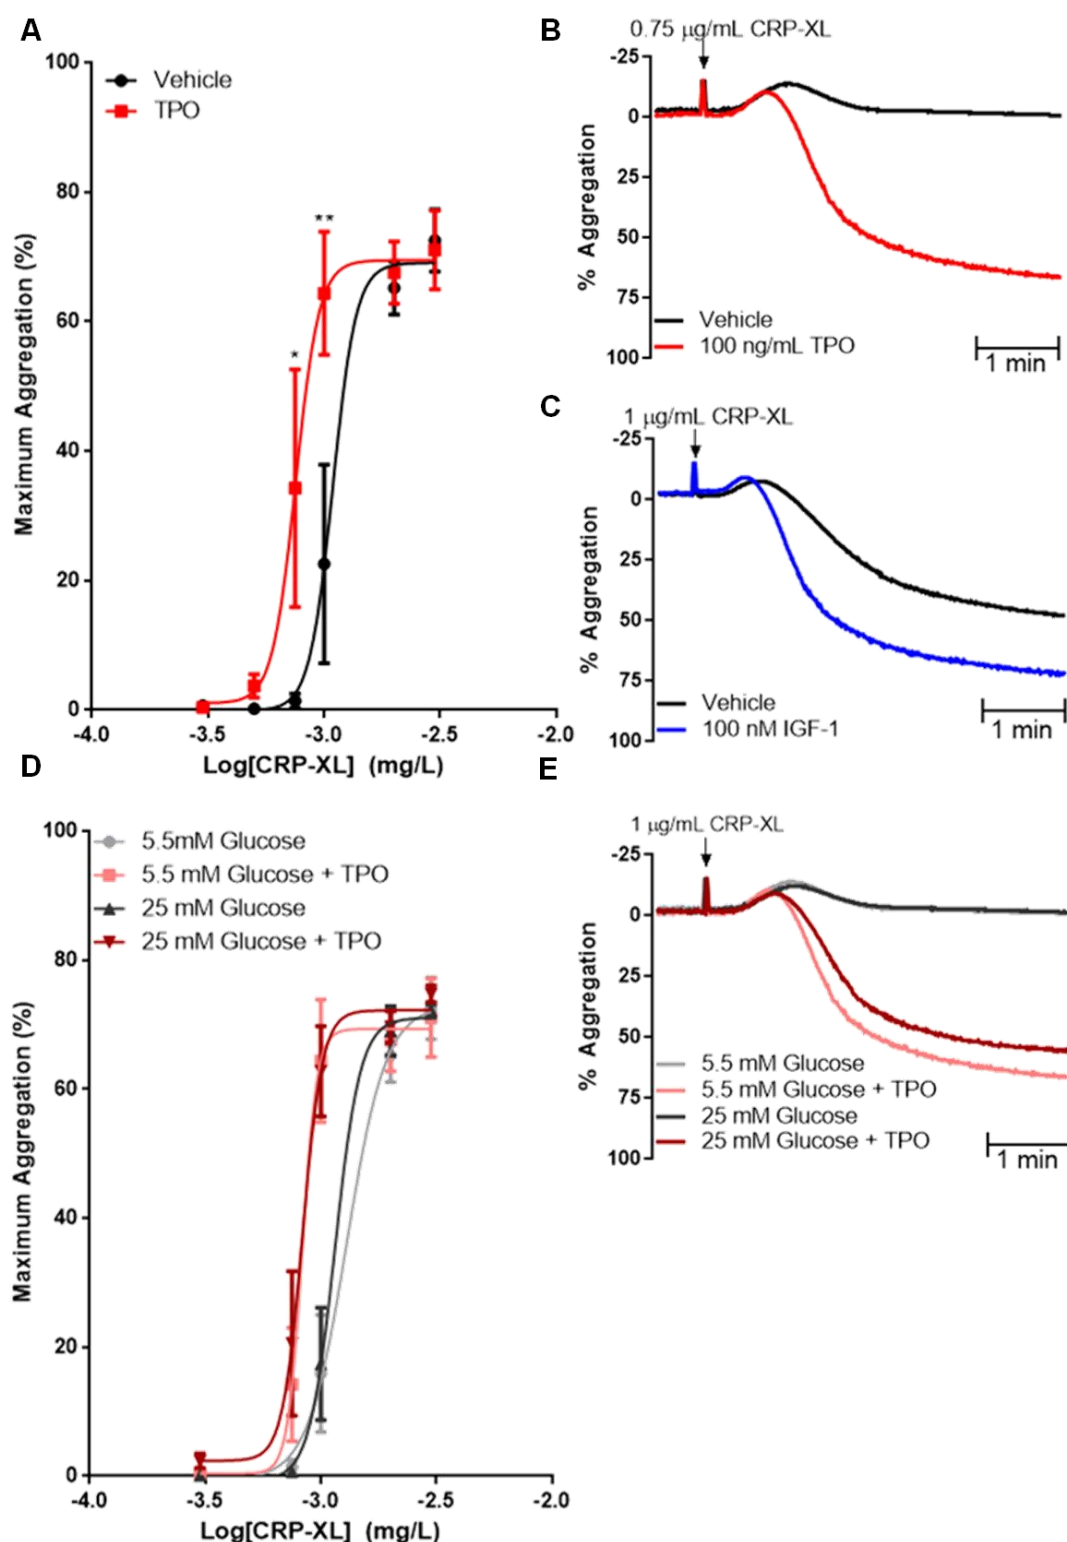 A
100
80
60
40
20
0
Maximum Aggregation (%)
Vehicle
TPO
*
**
-4.0 -3.5 -3.0 -2.5 -2.0
Log[CRP-XL] (mg/L)
B
0.75 µg/mL CRP-XL
-25
0
25
50
75
100
% Aggregation
Vehicle
100 ng/mL TPO
1 min
C
1 µg/mL CRP-XL
-25
0
25
50
75
100
% Aggregation
Vehicle
100 nM IGF-1
1 min
D
100
80
60
40
20
0
Maximum Aggregation (%)
5.5mM Glucose
5.5 mM Glucose + TPO
25 mM Glucose
25 mM Glucose + TPO
-4.0 -3.5 -3.0 -2.5 -2.0
Log[CRP-XL] (mg/L)
E
1 µg/mL CRP-XL
-25
0
25
50
75
100
% Aggregation
5.5 mM Glucose
5.5 mM Glucose + TPO
25 mM Glucose
25 mM Glucose + TPO
1 min